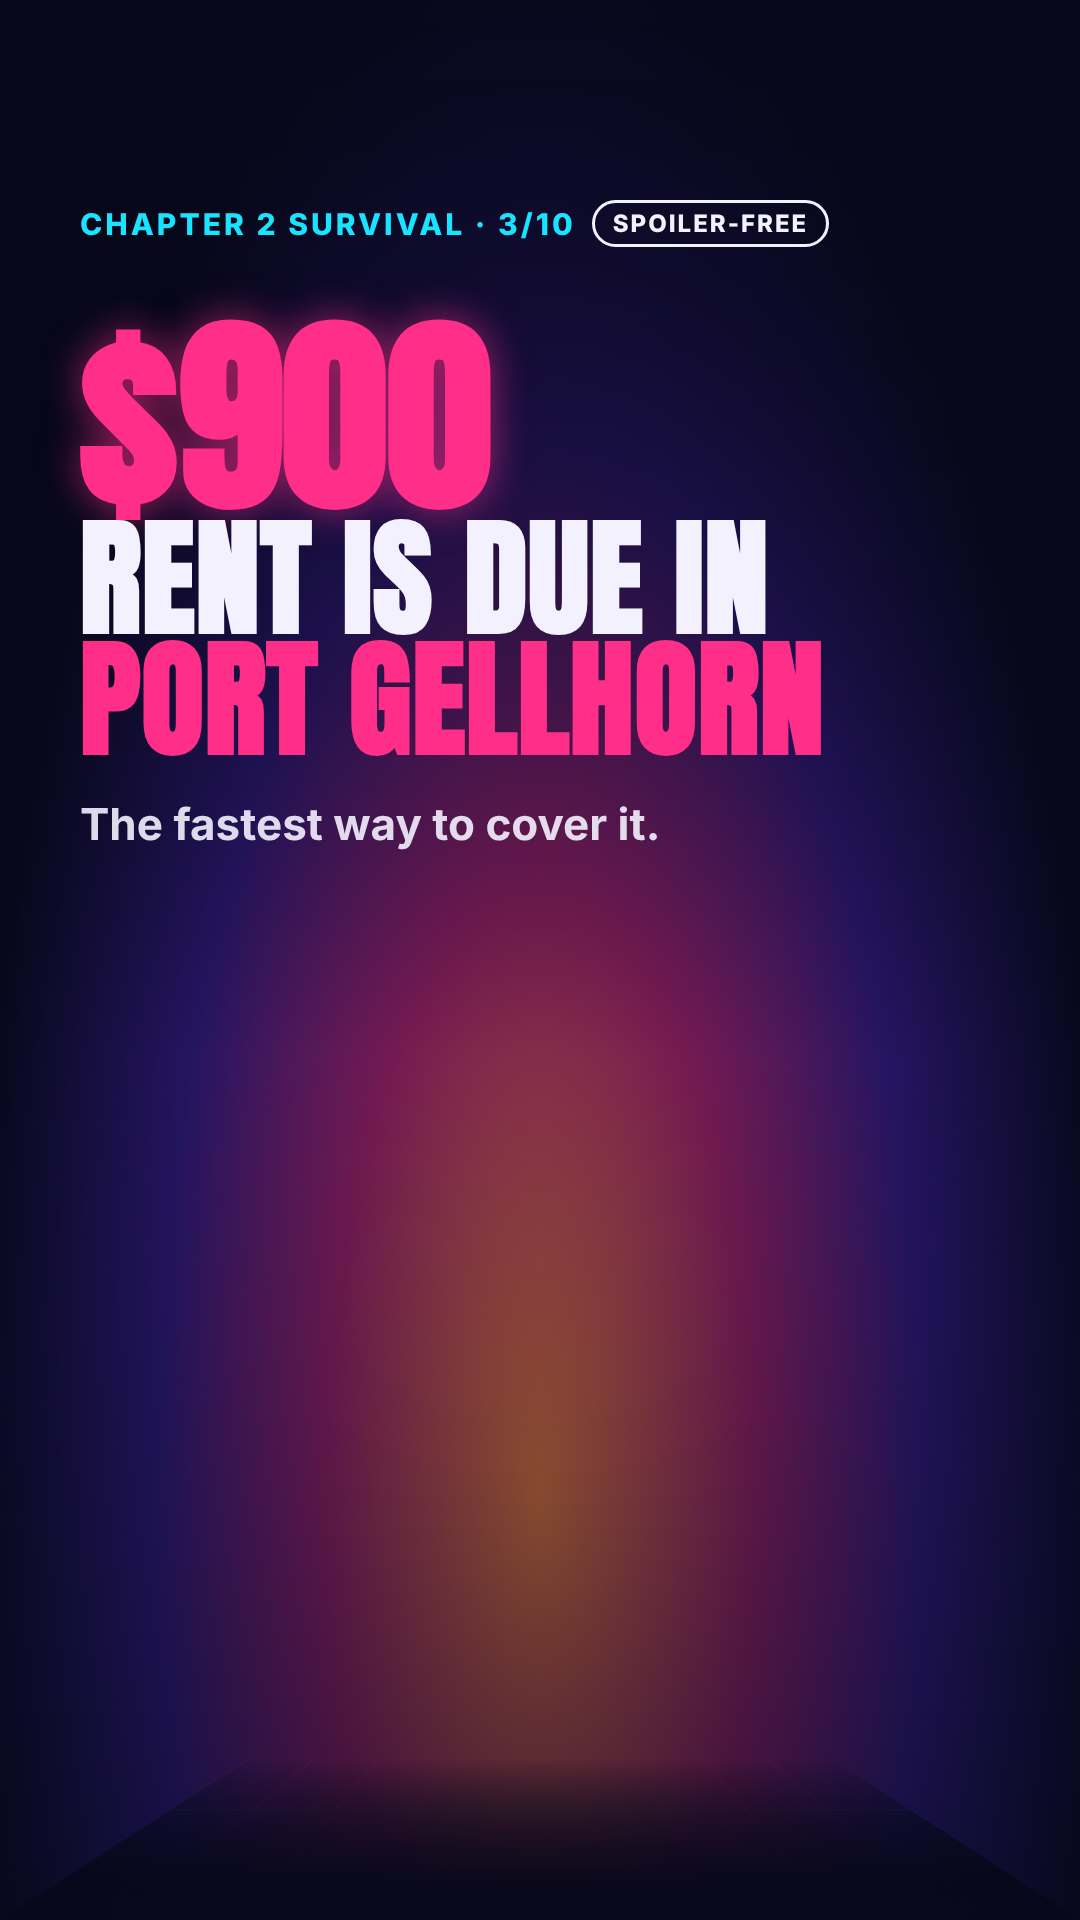 CHAPTER 2 SURVIVAL · 3/10 SPOILER-FREE
$900
RENT IS DUE IN
PORT GELLHORN
The fastest way to cover it.